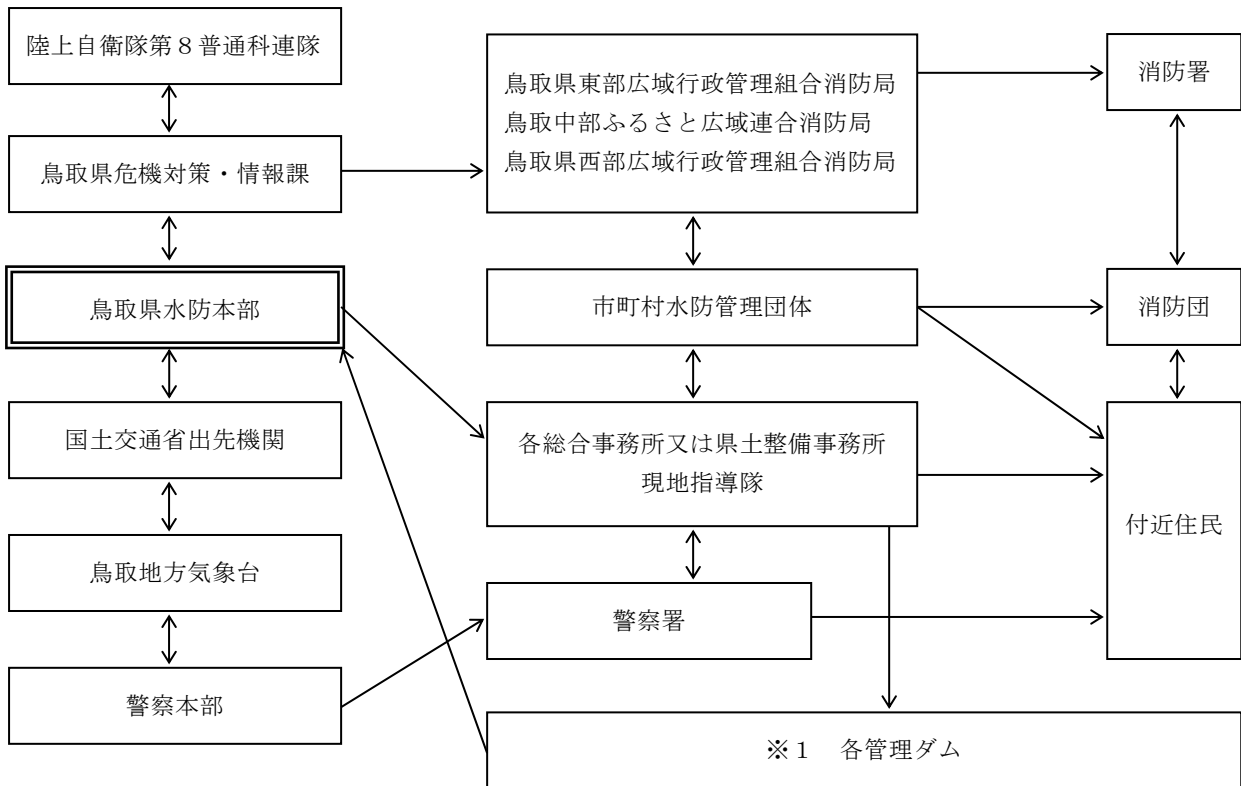 陸上自衛隊第８普通科連隊
鳥取県危機対策・情報課
鳥取県水防本部
国土交通省出先機関
鳥取地方気象台
警察本部
鳥取県東部広域行政管理組合消防局
鳥取中部ふるさと広域連合消防局
鳥取県西部広域行政管理組合消防局
市町村水防管理団体
各総合事務所又は県土整備事務所
現地指導隊
警察署
※１　各管理ダム
消防署
消防団
付近住民